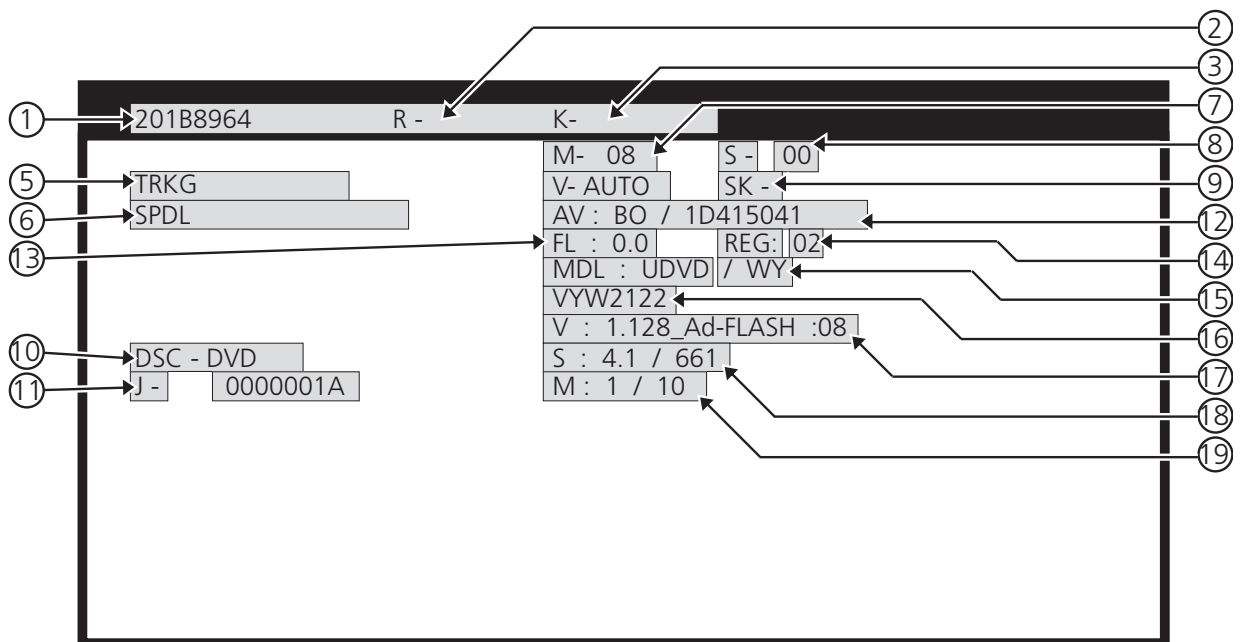 ②
③
① 201B8964 R - K- ⑦
M- 08 S - 00 ⑧
⑤ TRKG V- AUTO SK - ⑨
⑥ SPDL AV : BO / 1D415041 ⑫
⑬ FL : 0.0 REG: 02 ⑭
MDL : UDVD / WY ⑮
VYW2122 ⑯
V : 1.128_Ad-FLASH :08 ⑰
⑩ DSC - DVD S : 4.1 / 661 ⑱
⑪ J - 0000001A M : 1 / 10 ⑲